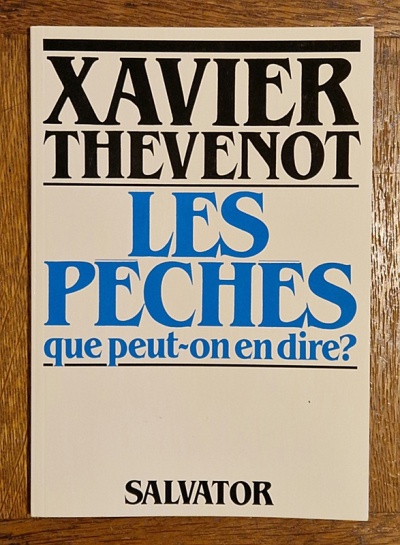 XAVIER
THEVENOT
LES
PECHES
que peut-on en dire?
SALVATOR